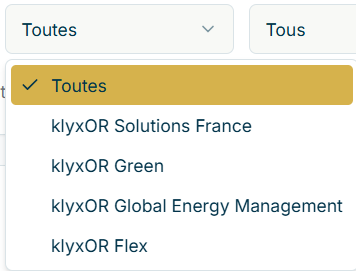 Toutes
Tous
Toutes
klyxOR Solutions France
klyxOR Green
klyxOR Global Energy Management
klyxOR Flex